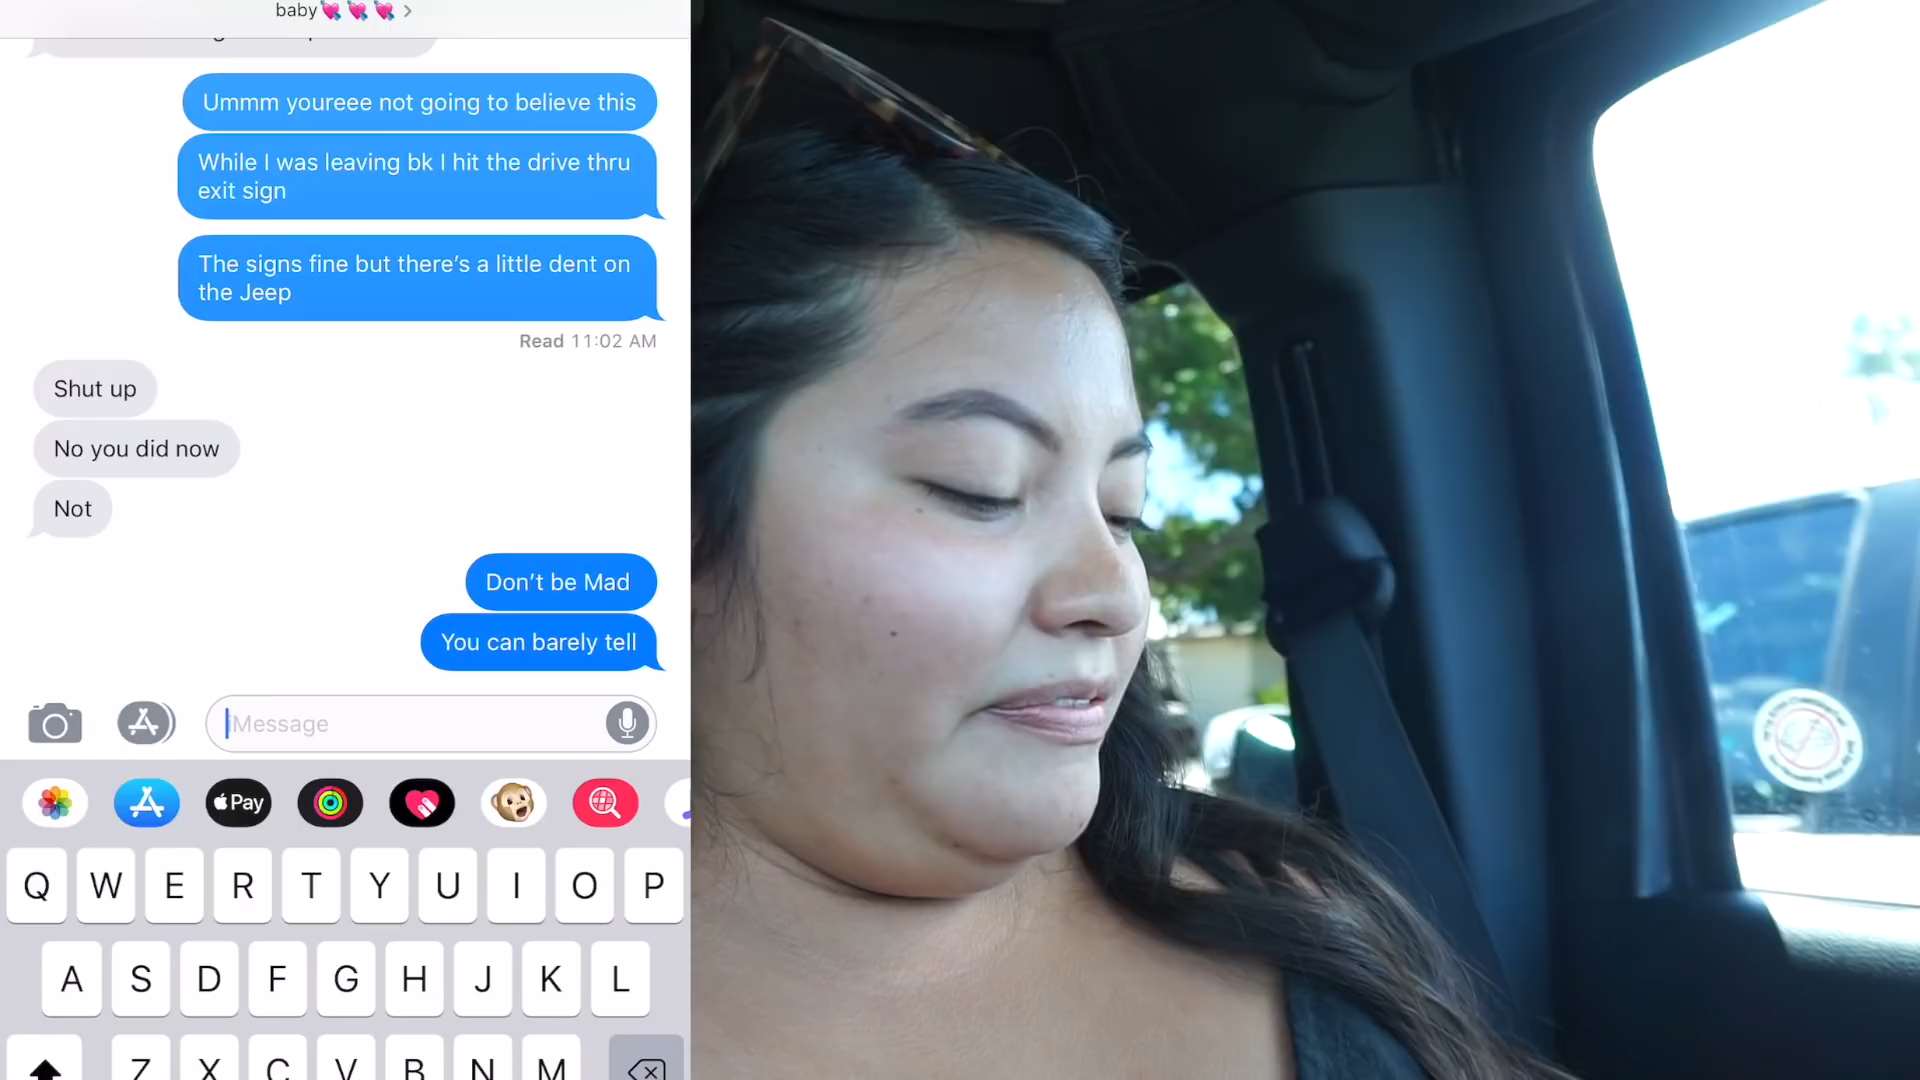 baby💘💘💘 >
Ummm youreee not going to believe this
While I was leaving bk I hit the drive thru
exit sign
The signs fine but there’s a little dent on
the Jeep
Read 11:02 AM
Shut up
No you did now
Not
Don’t be Mad
You can barely tell
iMessage
Pay
Q W E R T Y U I O P
A S D F G H J K L
Z X C V B N M